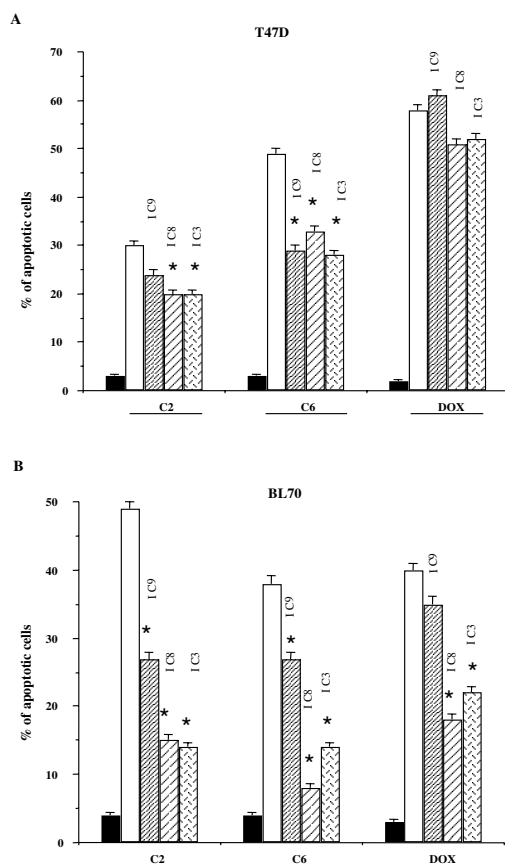 A
T47D
70
60
50
40
30
20
10
0
% of apoptotic cells
I C9
I C8
I C3
* *
I C9
I C8
I C3
* * *
I C9
I C8
I C3
C2 C6 DOX
B
BL70
50
40
30
20
10
0
% of apoptotic cells
I C9
I C8
I C3
* * *
I C9
I C8
I C3
* * *
I C9
I C8
I C3
* *
C2 C6 DOX